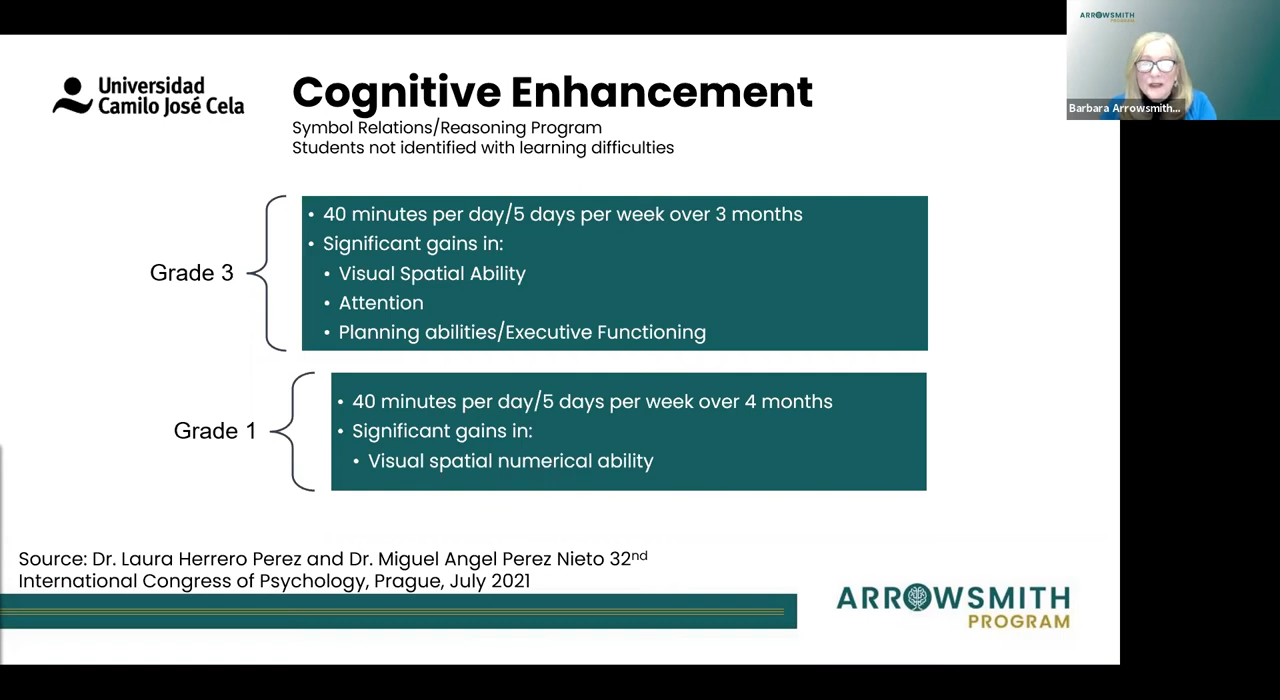 ARROWSMITH
PROGRAM
Barbara Arrowsmith...
Universidad
Camilo José Cela
Cognitive Enhancement
Symbol Relations/Reasoning Program
Students not identified with learning difficulties
Grade 3
• 40 minutes per day/5 days per week over 3 months
• Significant gains in:
• Visual Spatial Ability
• Attention
• Planning abilities/Executive Functioning
Grade 1
• 40 minutes per day/5 days per week over 4 months
• Significant gains in:
• Visual spatial numerical ability
Source: Dr. Laura Herrero Perez and Dr. Miguel Angel Perez Nieto 32nd
International Congress of Psychology, Prague, July 2021
ARROWSMITH
PROGRAM